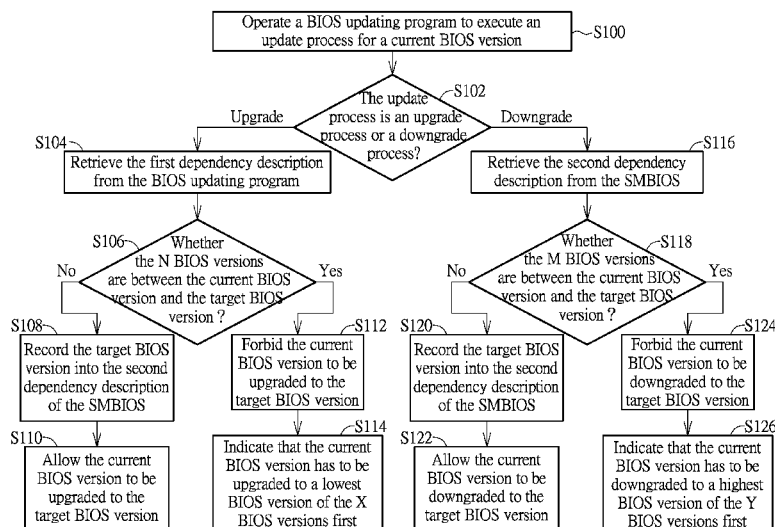 Operate a BIOS updating program to execute an
update process for a current BIOS version
S100
S102
The update
process is an upgrade
process or a downgrade
process?
Upgrade
Downgrade
S104
Retrieve the first dependency description
from the BIOS updating program
S116
Retrieve the second dependency
description from the SMBIOS
S106
Whether
the N BIOS versions
are between the current BIOS
version and the target BIOS
version ?
No
Yes
S118
Whether
the M BIOS versions
are between the current BIOS
version and the target BIOS
version ?
No
Yes
S108
Record the target BIOS
version into the second
dependency description
of the SMBIOS
S112
Forbid the current
BIOS version to be
upgraded to the
target BIOS version
S120
Record the target BIOS
version into the second
dependency description
of the SMBIOS
S124
Forbid the current
BIOS version to be
downgraded to the
target BIOS version
S110
Allow the current
BIOS version to be
upgraded to the
target BIOS version
S114
Indicate that the current
BIOS version has to be
upgraded to a lowest
BIOS version of the X
BIOS versions first
S122
Allow the current
BIOS version to be
downgraded to the
target BIOS version
S126
Indicate that the current
BIOS version has to be
downgraded to a highest
BIOS version of the Y
BIOS versions first